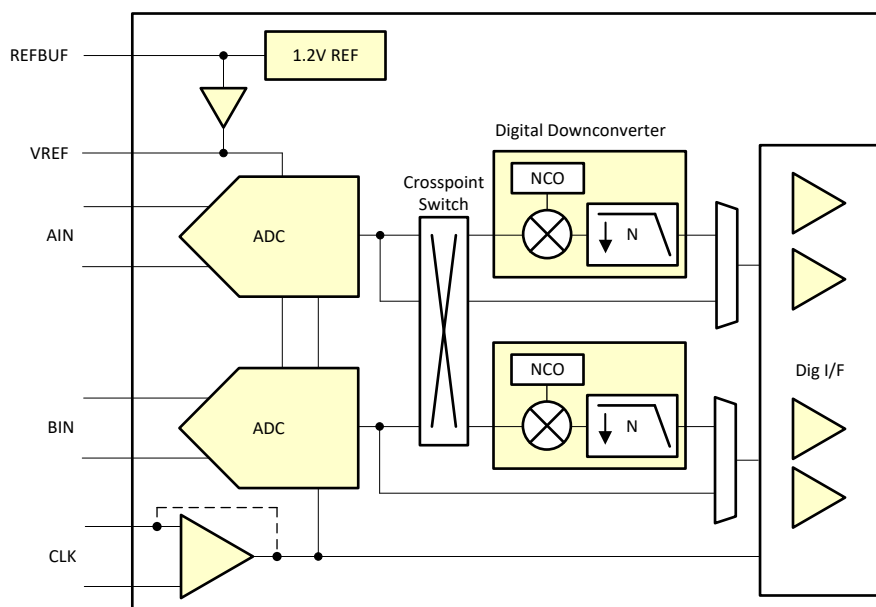 REFBUF
1.2V REF
VREF
Digital Downconverter
Crosspoint
Switch
NCO
AIN
ADC
N
NCO
Dig I/F
BIN
ADC
N
CLK